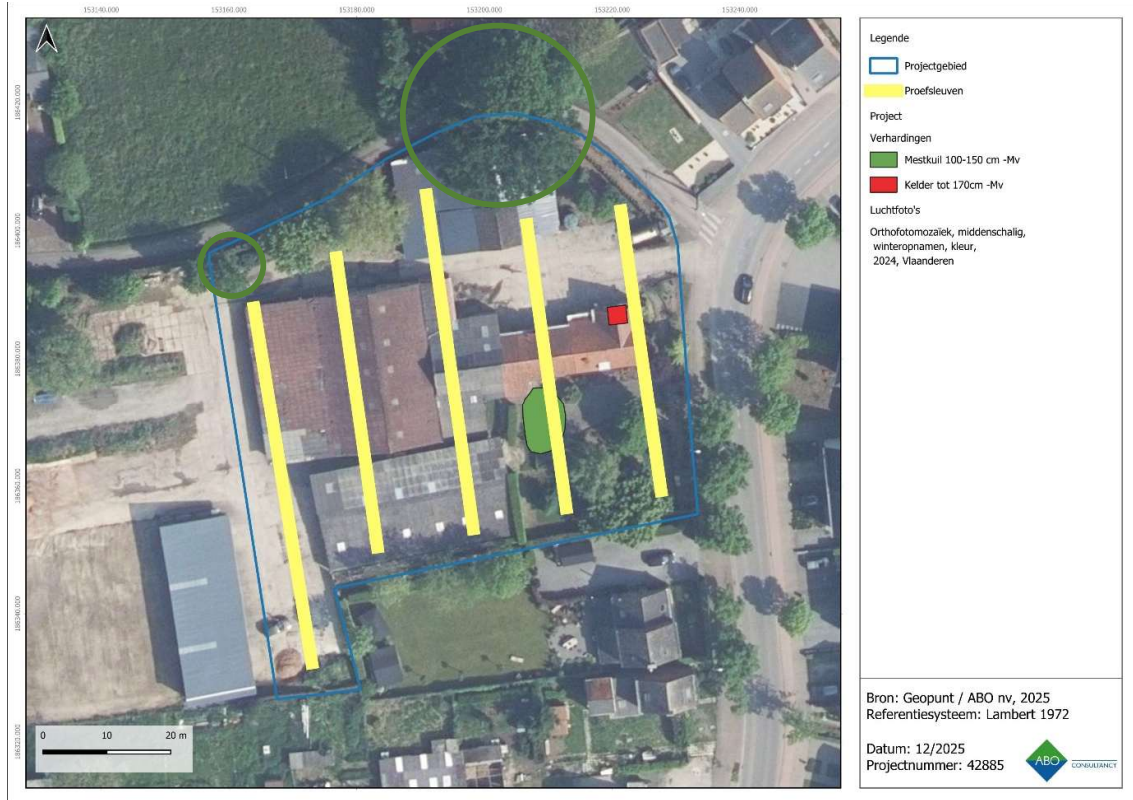 153140.000
153160.000
153180.000
153200.000
153220.000
153240.000
186420.000
186400.000
186380.000
186360.000
186340.000
186320.000
0 10 20 m
Legende
Projectgebied
Proefsleuven
Project
Verhardingen
Mestkuil 100-150 cm -Mv
Kelder tot 170cm -Mv
Luchtfoto's
Orthofotomozaïek, middenschalig,
winteropnamen, kleur,
2024, Vlaanderen
Bron: Geopunt / ABO nv, 2025
Referentiesysteem: Lambert 1972
Datum: 12/2025
Projectnummer: 42885
ABO CONSULTANCY